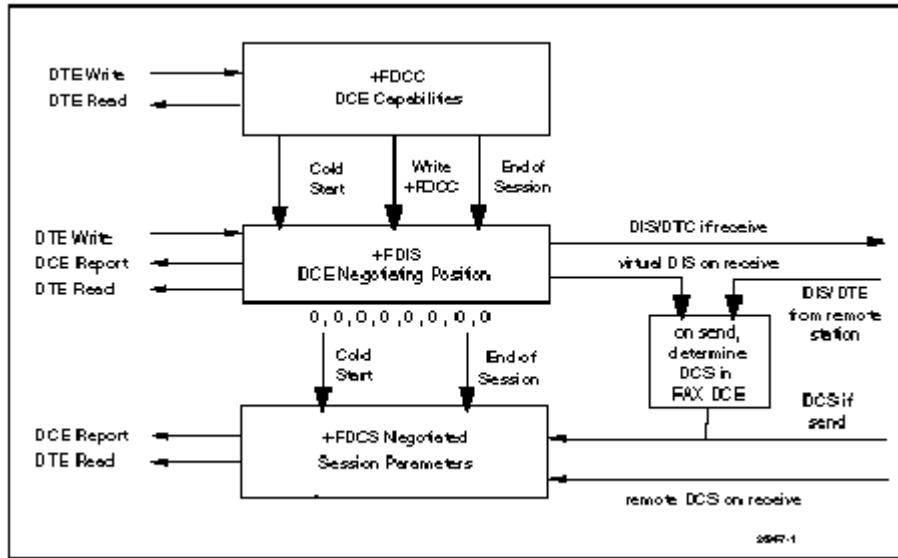 DTE Write
DTE Read
+FDCC
DCE Capabilities
Cold
Start
Write
+FDCC
End of
Session
DTE Write
DCE Report
DTE Read
+FDIS
DCE Negotiating Position
DIS/DTC if receive
virtual DIS on receive
0,0,0,0,0,0,0,0
DIS/DTE
from remote
station
on send,
determine
DCS in
FAX DCE
Cold
Start
End of
Session
DCS if
send
DCE Report
DTE Read
+FDCS Negotiated
Session Parameters
remote DCS on receive